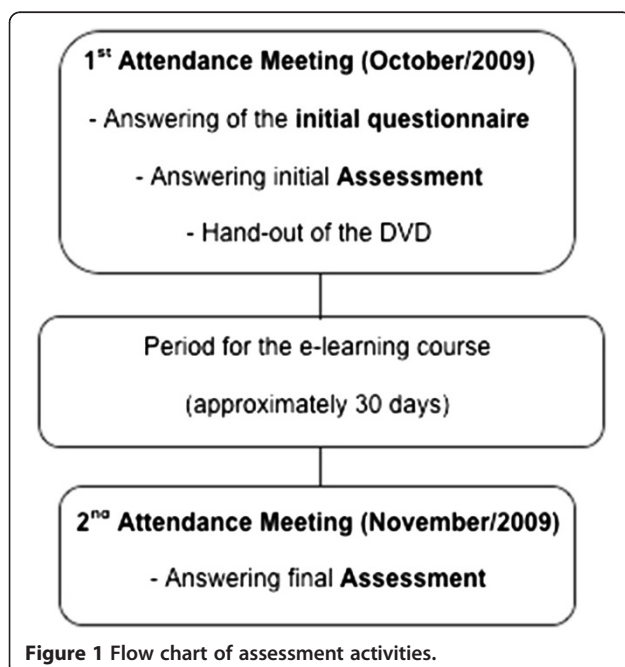 1st Attendance Meeting (October/2009)
- Answering of the initial questionnaire
- Answering initial Assessment
- Hand-out of the DVD
Period for the e-learning course
(approximately 30 days)
2nd Attendance Meeting (November/2009)
- Answering final Assessment
Figure 1 Flow chart of assessment activities.